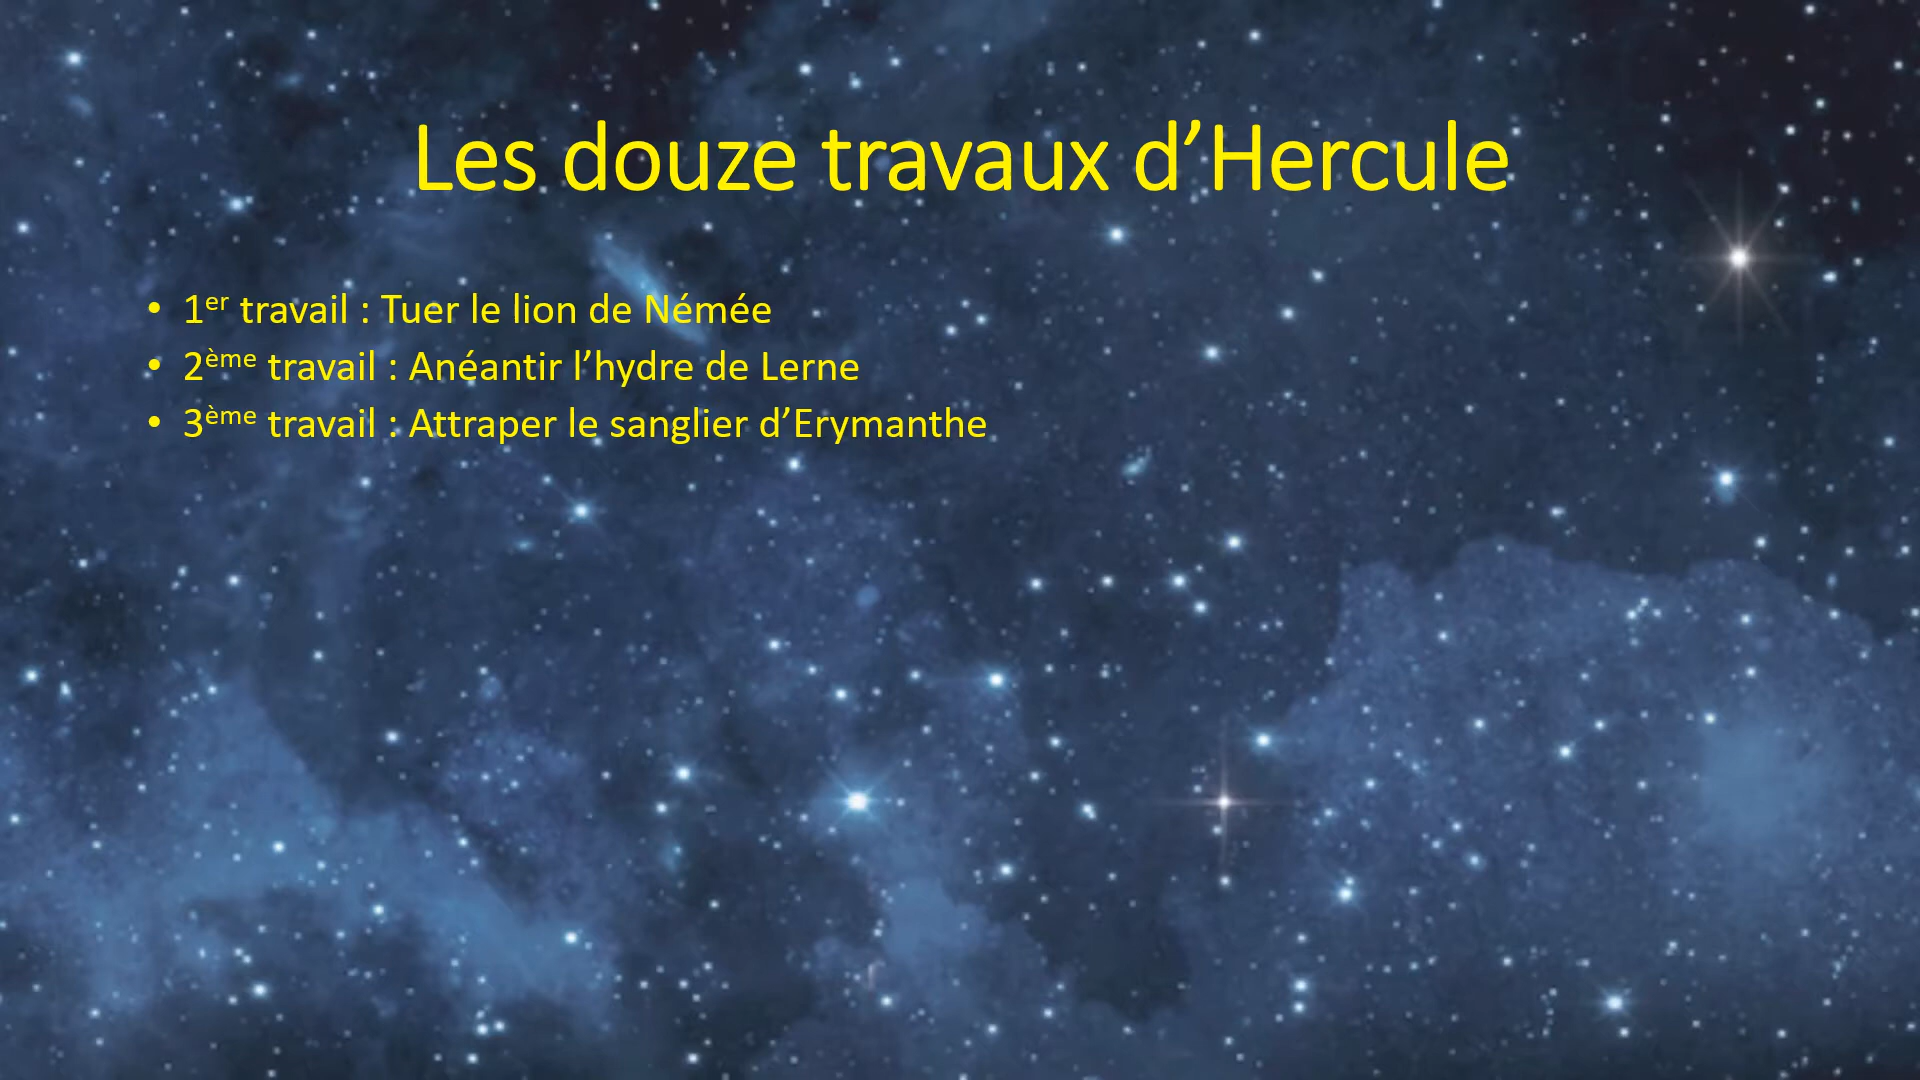 Les douze travaux d’Hercule
• 1er travail : Tuer le lion de Némée
• 2ème travail : Anéantir l’hydre de Lerne
• 3ème travail : Attraper le sanglier d’Erymanthe